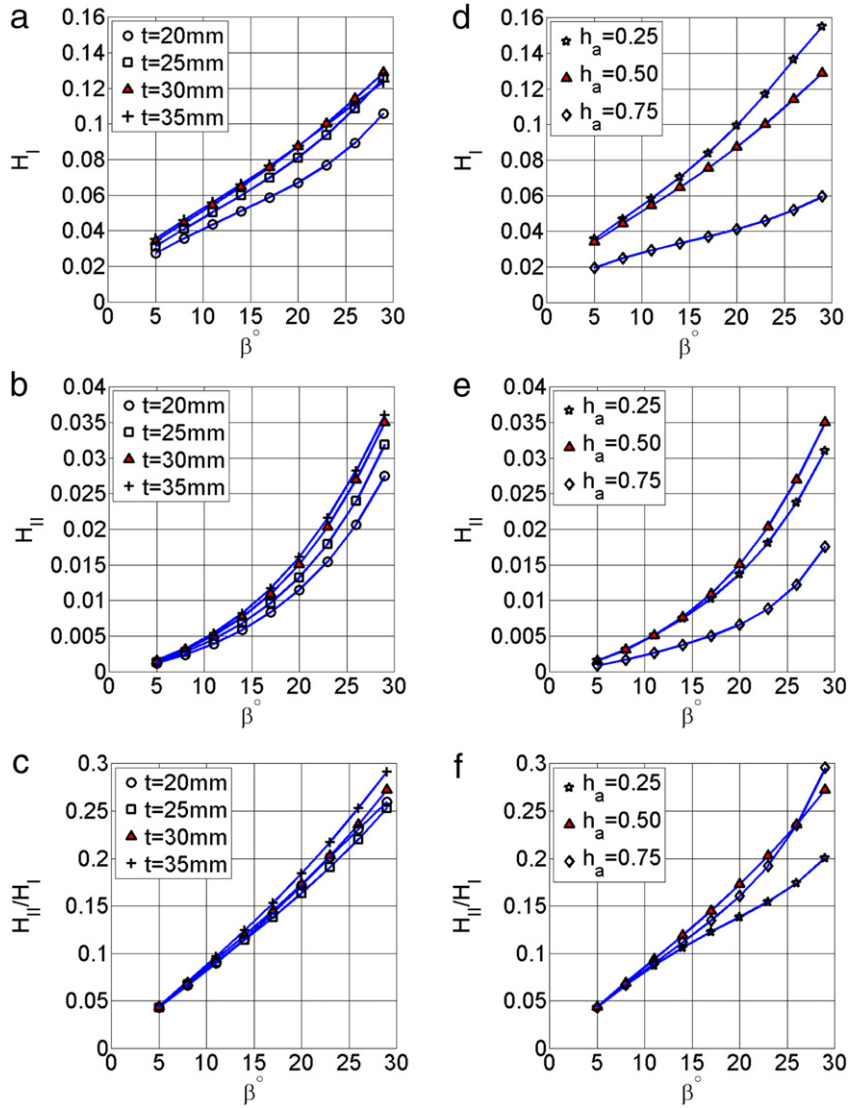 a
0.16
0.14
0.12
0.1
0.08
0.06
0.04
0.02
0
H_I
t=20mm
t=25mm
t=30mm
t=35mm
0 5 10 15 20 25 30
β°
d
0.16
0.14
0.12
0.1
0.08
0.06
0.04
0.02
0
H_I
h_a=0.25
h_a=0.50
h_a=0.75
0 5 10 15 20 25 30
β°
b
0.04
0.035
0.03
0.025
0.02
0.015
0.01
0.005
0
H_II
t=20mm
t=25mm
t=30mm
t=35mm
0 5 10 15 20 25 30
β°
e
0.04
0.035
0.03
0.025
0.02
0.015
0.01
0.005
0
H_II
h_a=0.25
h_a=0.50
h_a=0.75
0 5 10 15 20 25 30
β°
c
0.3
0.25
0.2
0.15
0.1
0.05
0
H_II/H_I
t=20mm
t=25mm
t=30mm
t=35mm
0 5 10 15 20 25 30
β°
f
0.3
0.25
0.2
0.15
0.1
0.05
0
H_II/H_I
h_a=0.25
h_a=0.50
h_a=0.75
0 5 10 15 20 25 30
β°